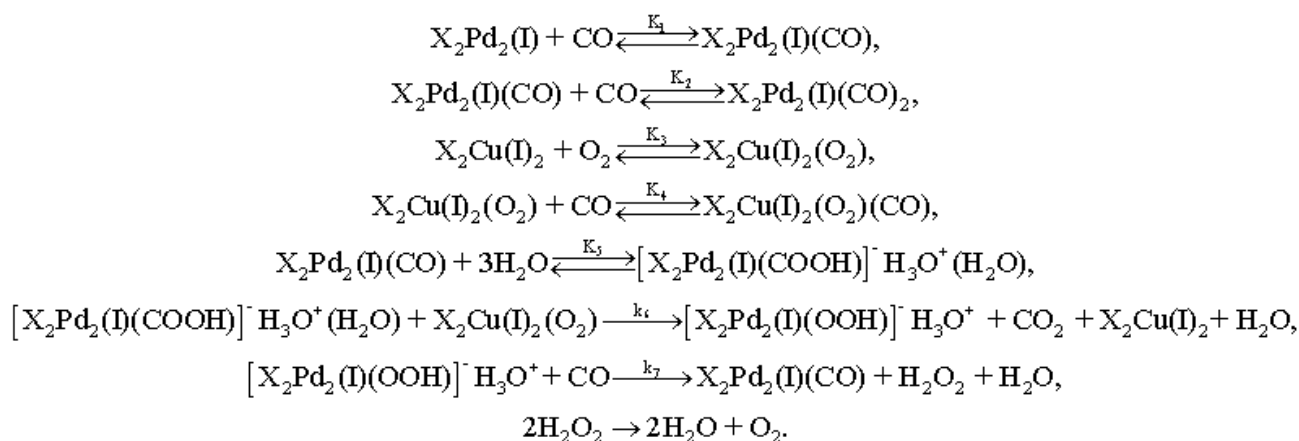 X₂Pd₂(I) + CO ⇌[K₁] X₂Pd₂(I)(CO),
X₂Pd₂(I)(CO) + CO ⇌[K₂] X₂Pd₂(I)(CO)₂,
X₂Cu(I)₂ + O₂ ⇌[K₃] X₂Cu(I)₂(O₂),
X₂Cu(I)₂(O₂) + CO ⇌[K₄] X₂Cu(I)₂(O₂)(CO),
X₂Pd₂(I)(CO) + 3H₂O ⇌[K₅] [X₂Pd₂(I)(COOH)]⁻ H₃O⁺(H₂O),
[X₂Pd₂(I)(COOH)]⁻ H₃O⁺(H₂O) + X₂Cu(I)₂(O₂) →[k₆] [X₂Pd₂(I)(OOH)]⁻ H₃O⁺ + CO₂ + X₂Cu(I)₂ + H₂O,
[X₂Pd₂(I)(OOH)]⁻ H₃O⁺ + CO →[k₇] X₂Pd₂(I)(CO) + H₂O₂ + H₂O,
2H₂O₂ → 2H₂O + O₂.